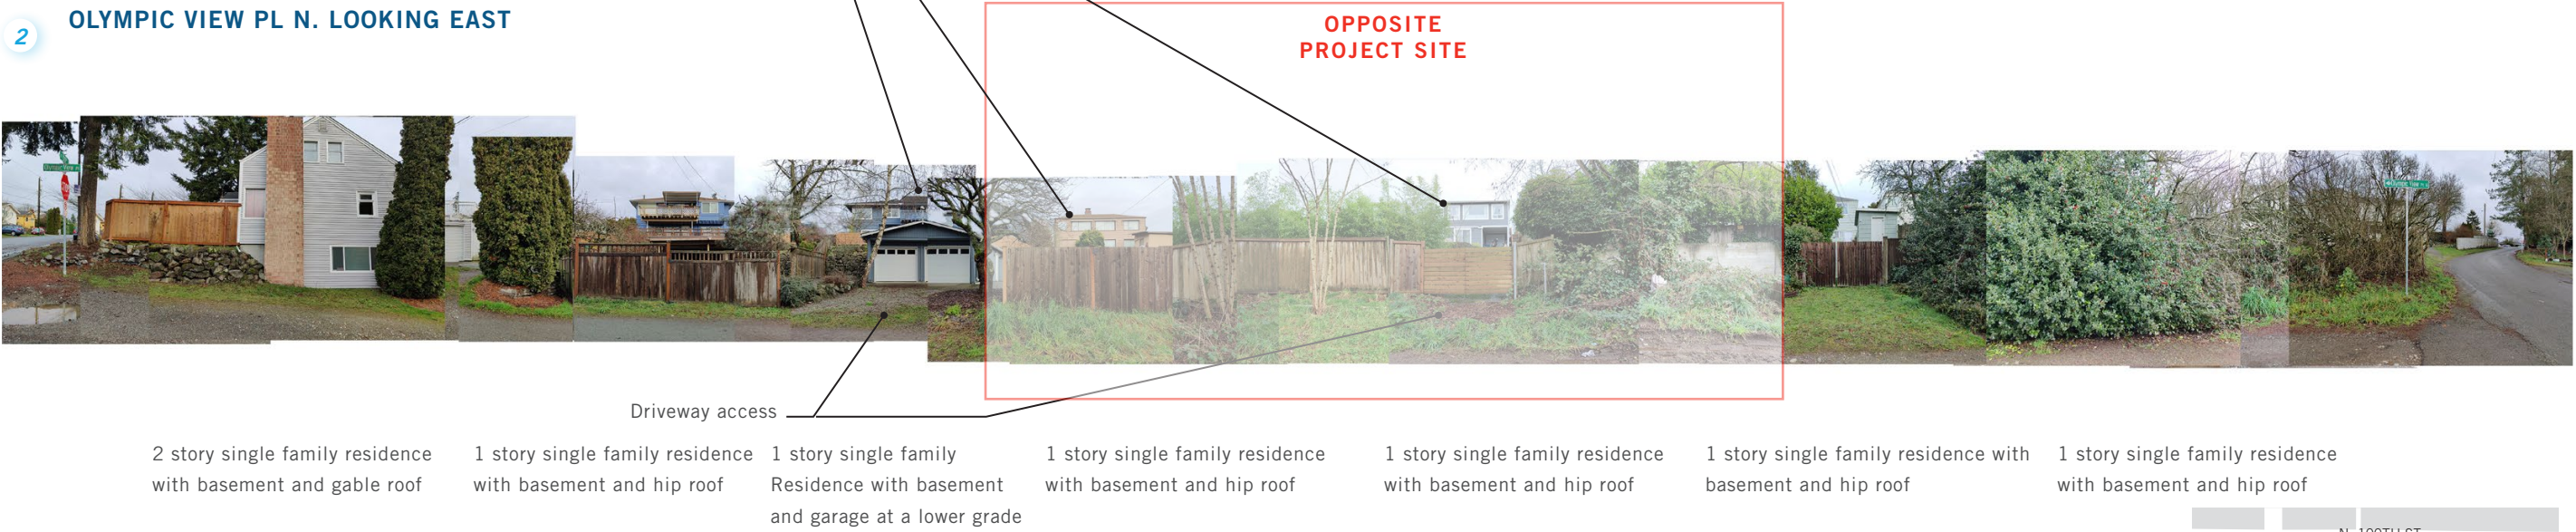 2
OLYMPIC VIEW PL N. LOOKING EAST
OPPOSITE
PROJECT SITE
Driveway access
2 story single family residence
with basement and gable roof
1 story single family residence
with basement and hip roof
1 story single family
Residence with basement
and garage at a lower grade
1 story single family residence
with basement and hip roof
1 story single family residence
with basement and hip roof
1 story single family residence with
basement and hip roof
1 story single family residence
with basement and hip roof